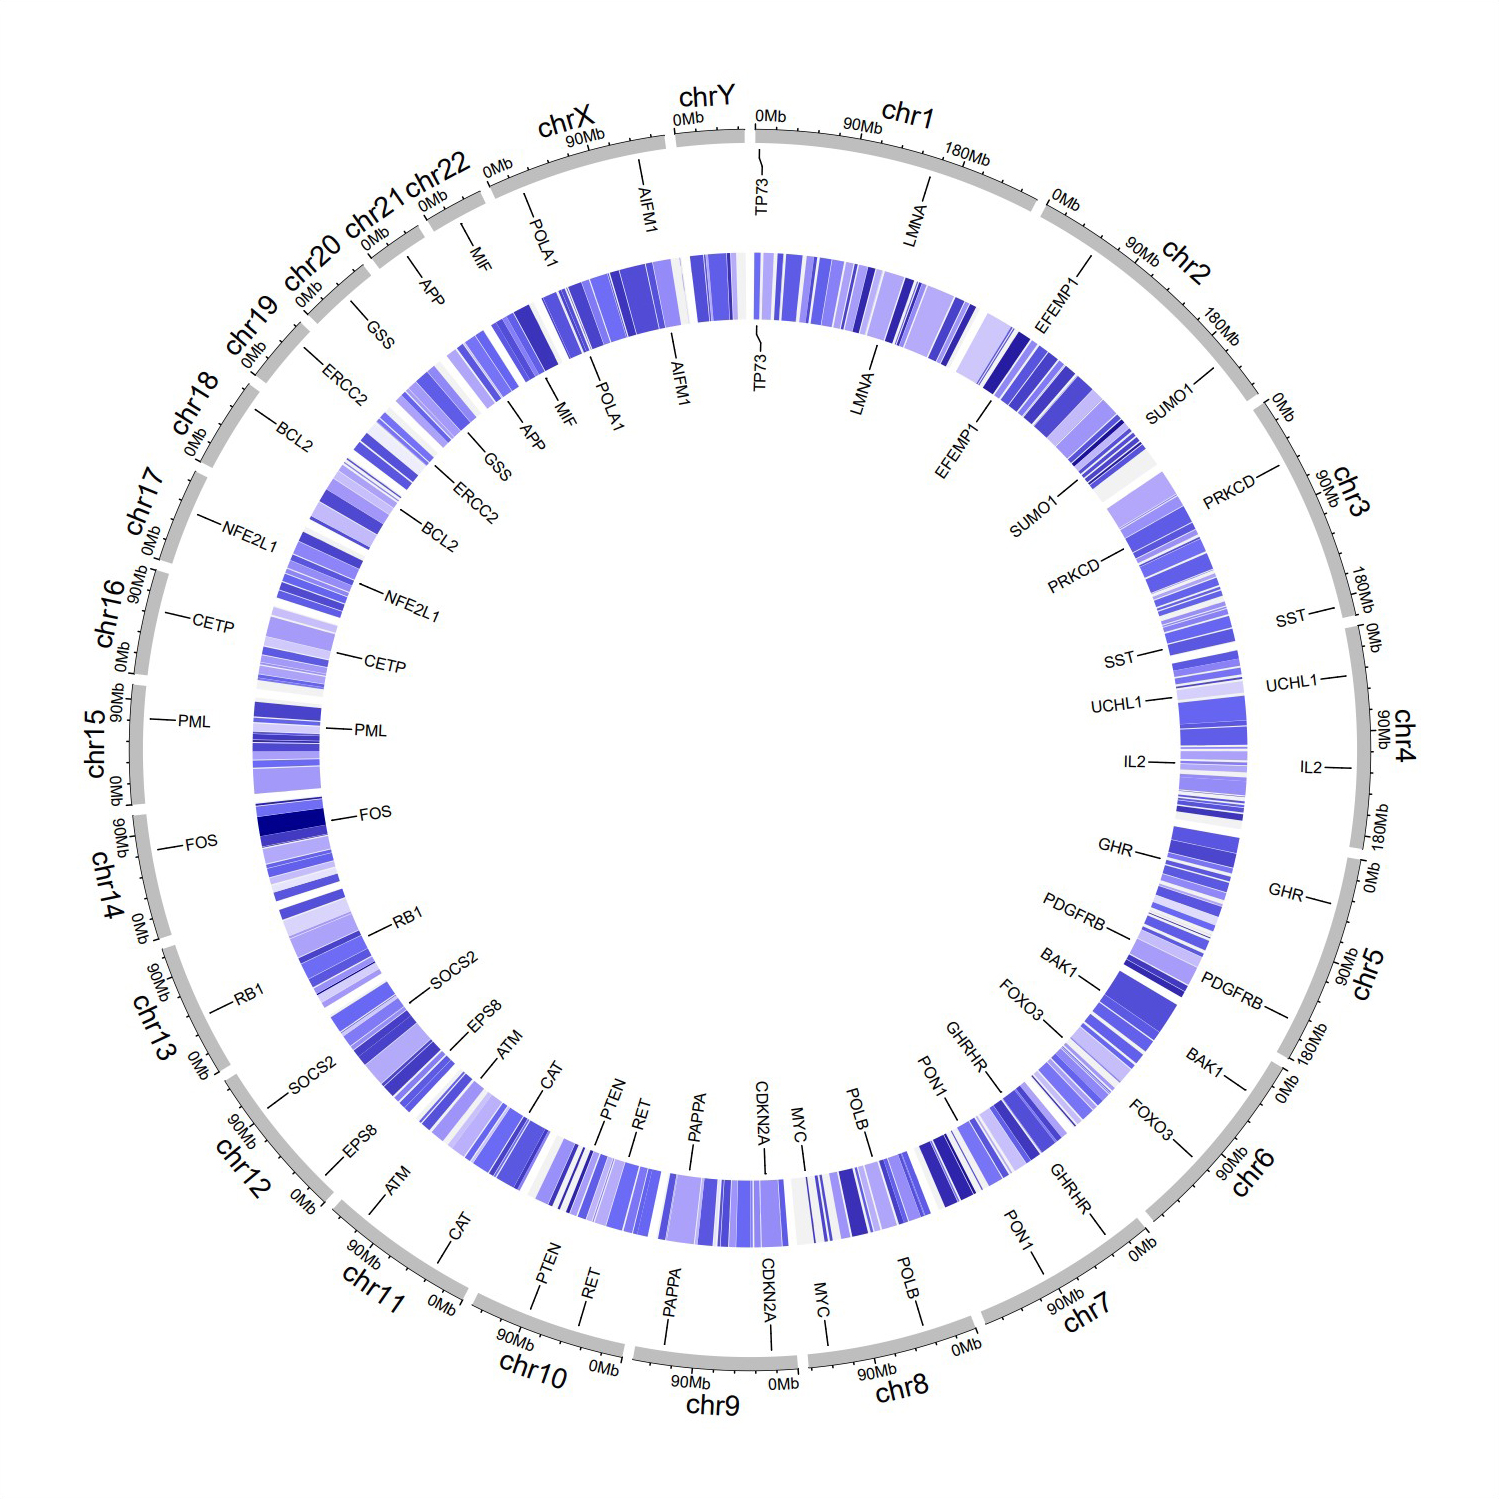 chr1
0Mb
90Mb
180Mb
chr2
0Mb
90Mb
180Mb
chr3
0Mb
90Mb
180Mb
chr4
0Mb
90Mb
180Mb
chr5
0Mb
90Mb
180Mb
chr6
0Mb
90Mb
chr7
0Mb
90Mb
chr8
0Mb
90Mb
chr9
0Mb
90Mb
chr10
0Mb
90Mb
chr11
0Mb
90Mb
chr12
0Mb
90Mb
chr13
0Mb
90Mb
chr14
0Mb
90Mb
chr15
0Mb
90Mb
chr16
0Mb
90Mb
chr17
0Mb
chr18
0Mb
chr19
0Mb
chr20
0Mb
chr21
0Mb
chr22
0Mb
chrX
0Mb
90Mb
chrY
0Mb
TP73
LMNA
EFEMP1
SUMO1
PRKCD
SST
UCHL1
IL2
GHR
PDGFRB
BAK1
FOXO3
GHRHR
PON1
POLB
MYC
CDKN2A
PAPPA
RET
PTEN
CAT
ATM
EPS8
SOCS2
RB1
FOS
PML
CETP
NFE2L1
BCL2
ERCC2
GSS
APP
MIF
POLA1
AIFM1
TP73
LMNA
EFEMP1
SUMO1
PRKCD
SST
UCHL1
IL2
GHR
PDGFRB
BAK1
FOXO3
GHRHR
PON1
POLB
MYC
CDKN2A
PAPPA
RET
PTEN
CAT
ATM
EPS8
SOCS2
RB1
FOS
PML
CETP
NFE2L1
BCL2
ERCC2
GSS
APP
MIF
POLA1
AIFM1